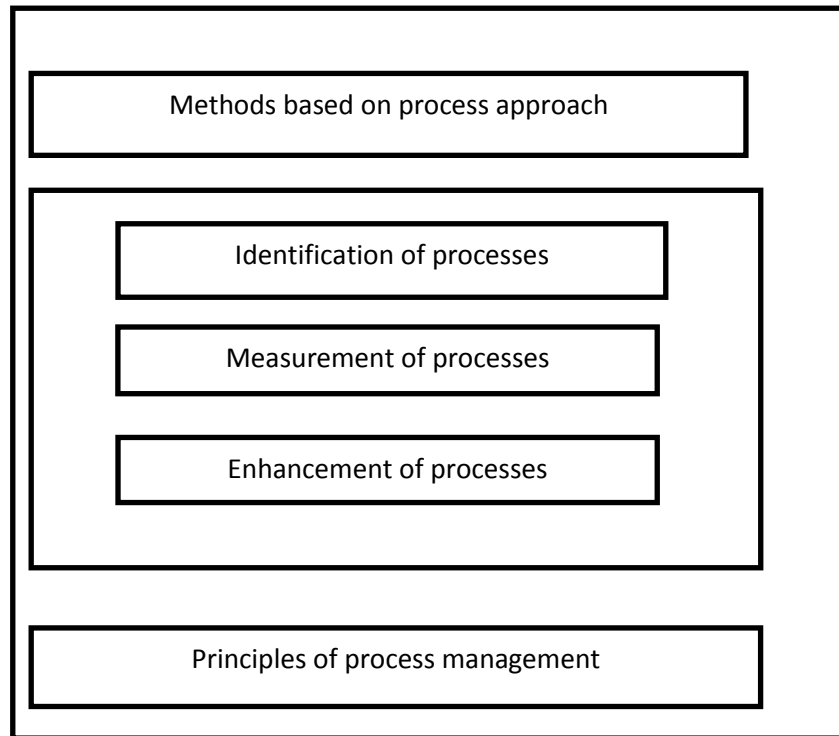 Methods based on process approach
Identification of processes
Measurement of processes
Enhancement of processes
Principles of process management